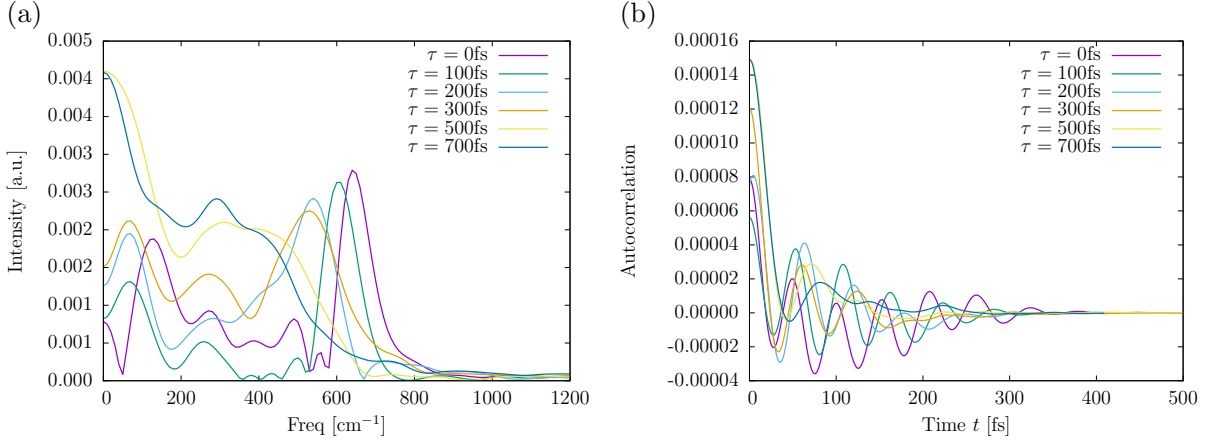 (a)
0.005
0.004
0.004
0.003
0.003
0.002
0.002
0.001
0.001
0.000
0
200
400
600
800
1000
1200
Intensity [a.u.]
Freq [cm⁻¹]
τ = 0fs
τ = 100fs
τ = 200fs
τ = 300fs
τ = 500fs
τ = 700fs
(b)
0.00016
0.00014
0.00012
0.00010
0.00008
0.00006
0.00004
0.00002
0.00000
-0.00002
-0.00004
0
100
200
300
400
500
Autocorrelation
Time t [fs]
τ = 0fs
τ = 100fs
τ = 200fs
τ = 300fs
τ = 500fs
τ = 700fs